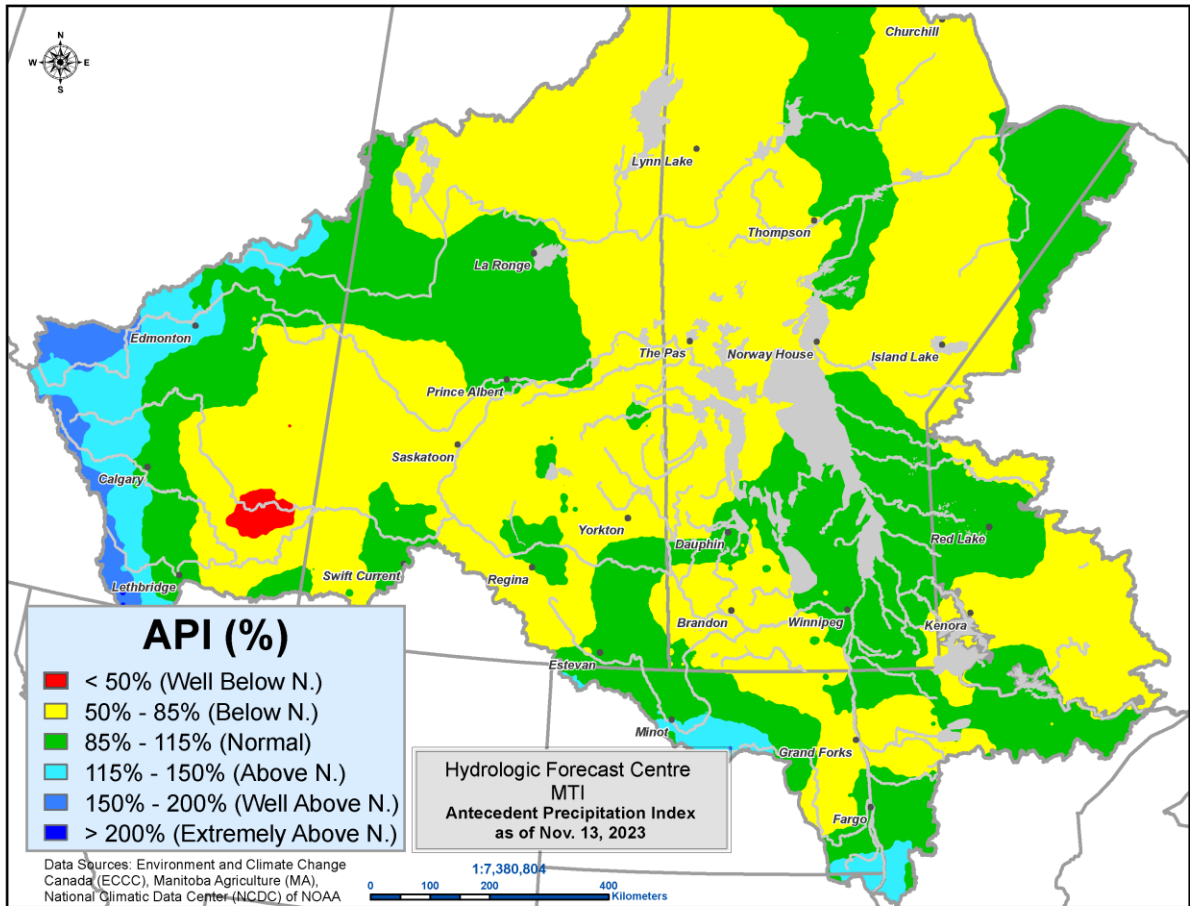 N
W E
S
Churchill
Lynn Lake
Thompson
La Ronge
Edmonton
The Pas
Norway House
Island Lake
Prince Albert
Saskatoon
Calgary
Yorkton
Dauphin
Red Lake
Regina
Swift Current
Lethbridge
Brandon
Winnipeg
Kenora
Estevan
Minot
Grand Forks
Fargo
API (%)
< 50% (Well Below N.)
50% - 85% (Below N.)
85% - 115% (Normal)
115% - 150% (Above N.)
150% - 200% (Well Above N.)
> 200% (Extremely Above N.)
Hydrologic Forecast Centre
MTI
Antecedent Precipitation Index
as of Nov. 13, 2023
Data Sources: Environment and Climate Change
Canada (ECCC), Manitoba Agriculture (MA),
National Climatic Data Center (NCDC) of NOAA
1:7,380,804
0 100 200 400
Kilometers